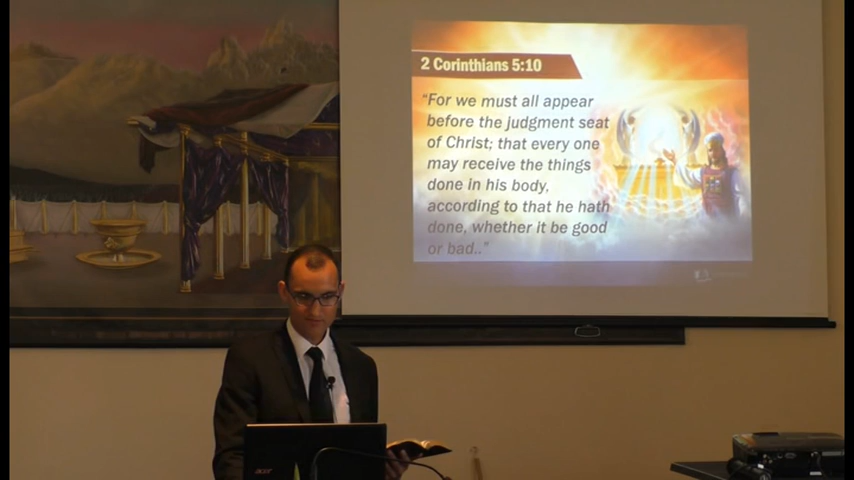 2 Corinthians 5:10
“For we must all appear
before the judgment seat
of Christ; that every one
may receive the things
done in his body,
according to that he hath
done, whether it be good
or bad..”
acer